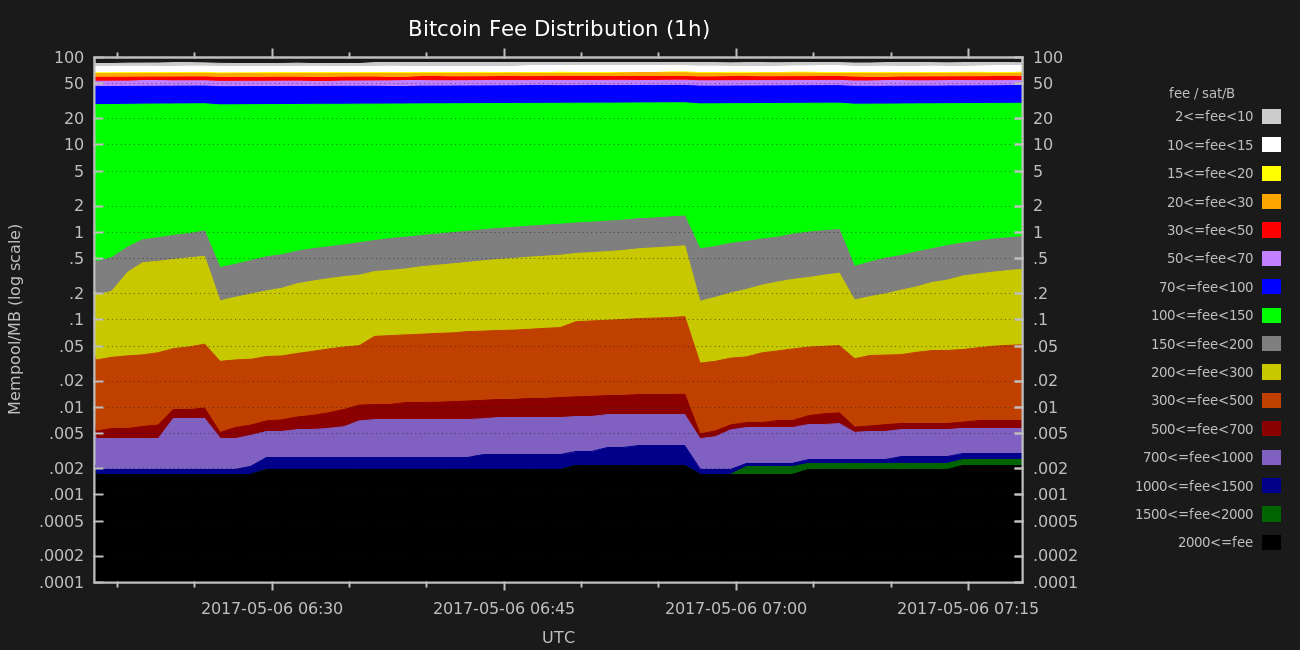 Bitcoin Fee Distribution (1h)
Mempool/MB (log scale)
100
50
20
10
5
2
1
.5
.2
.1
.05
.02
.01
.005
.002
.001
.0005
.0002
.0001
100
50
20
10
5
2
1
.5
.2
.1
.05
.02
.01
.005
.002
.001
.0005
.0002
.0001
2017-05-06 06:30 2017-05-06 06:45 2017-05-06 07:00 2017-05-06 07:15
UTC
fee / sat/B
2<=fee<10
10<=fee<15
15<=fee<20
20<=fee<30
30<=fee<50
50<=fee<70
70<=fee<100
100<=fee<150
150<=fee<200
200<=fee<300
300<=fee<500
500<=fee<700
700<=fee<1000
1000<=fee<1500
1500<=fee<2000
2000<=fee